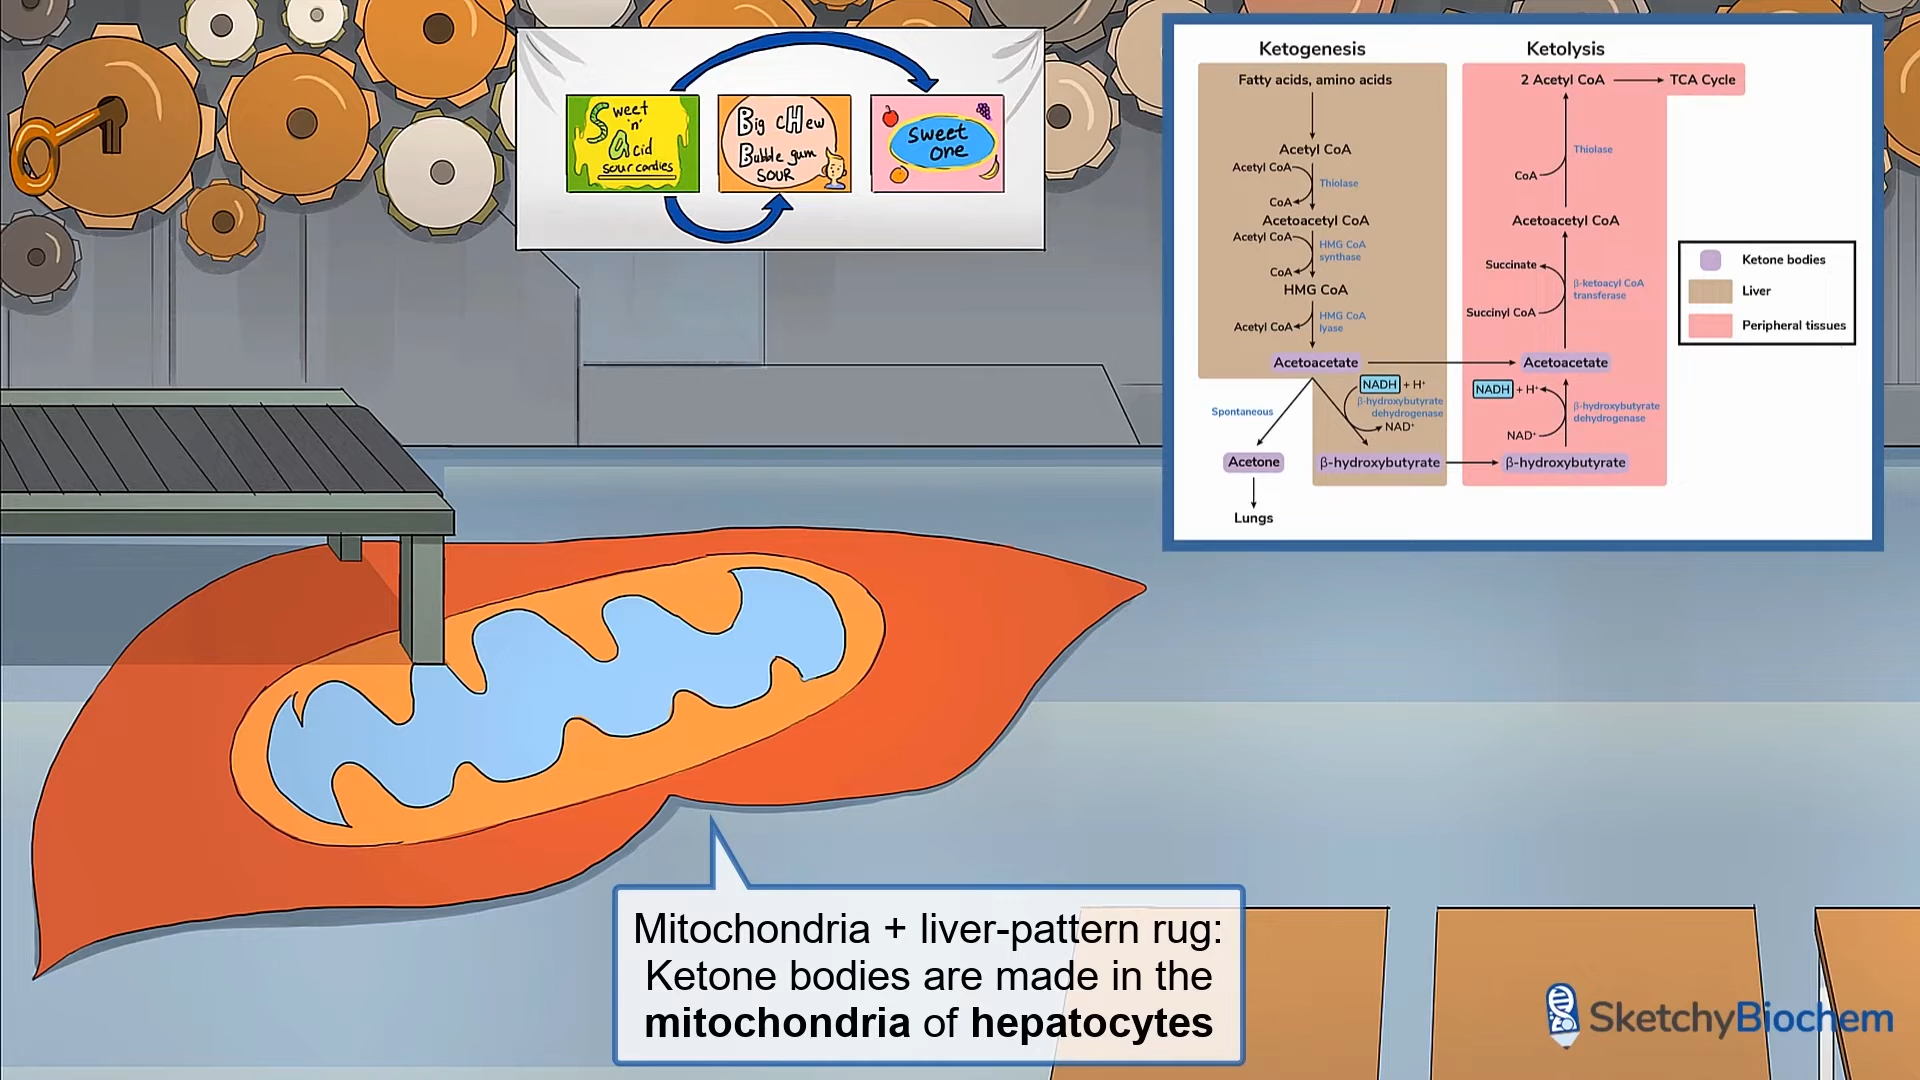 Sweet
'n'
Acid
sour candies
Big cHew
Bubble gum
SOUR
Sweet
one
Ketogenesis
Fatty acids, amino acids
Acetyl CoA
Acetyl CoA
Thiolase
CoA
Acetoacetyl CoA
Acetyl CoA
HMG CoA
synthase
CoA
HMG CoA
HMG CoA
lyase
Acetyl CoA
Acetoacetate
NADH + H⁺
β-hydroxybutyrate
dehydrogenase
NAD⁺
Spontaneous
Acetone
β-hydroxybutyrate
Lungs
Ketolysis
2 Acetyl CoA
TCA Cycle
Thiolase
CoA
Acetoacetyl CoA
Succinate
β-ketoacyl CoA
transferase
Succinyl CoA
Acetoacetate
NADH + H⁺
β-hydroxybutyrate
dehydrogenase
NAD⁺
β-hydroxybutyrate
Ketone bodies
Liver
Peripheral tissues
Mitochondria + liver-pattern rug:
Ketone bodies are made in the
mitochondria of hepatocytes
SketchyBiochem